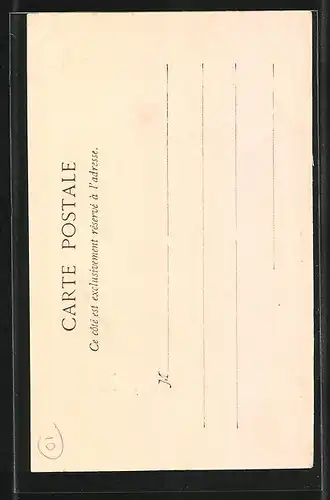 CARTE POSTALE
Ce côté est exclusivement réservé à l'adresse.
M
10